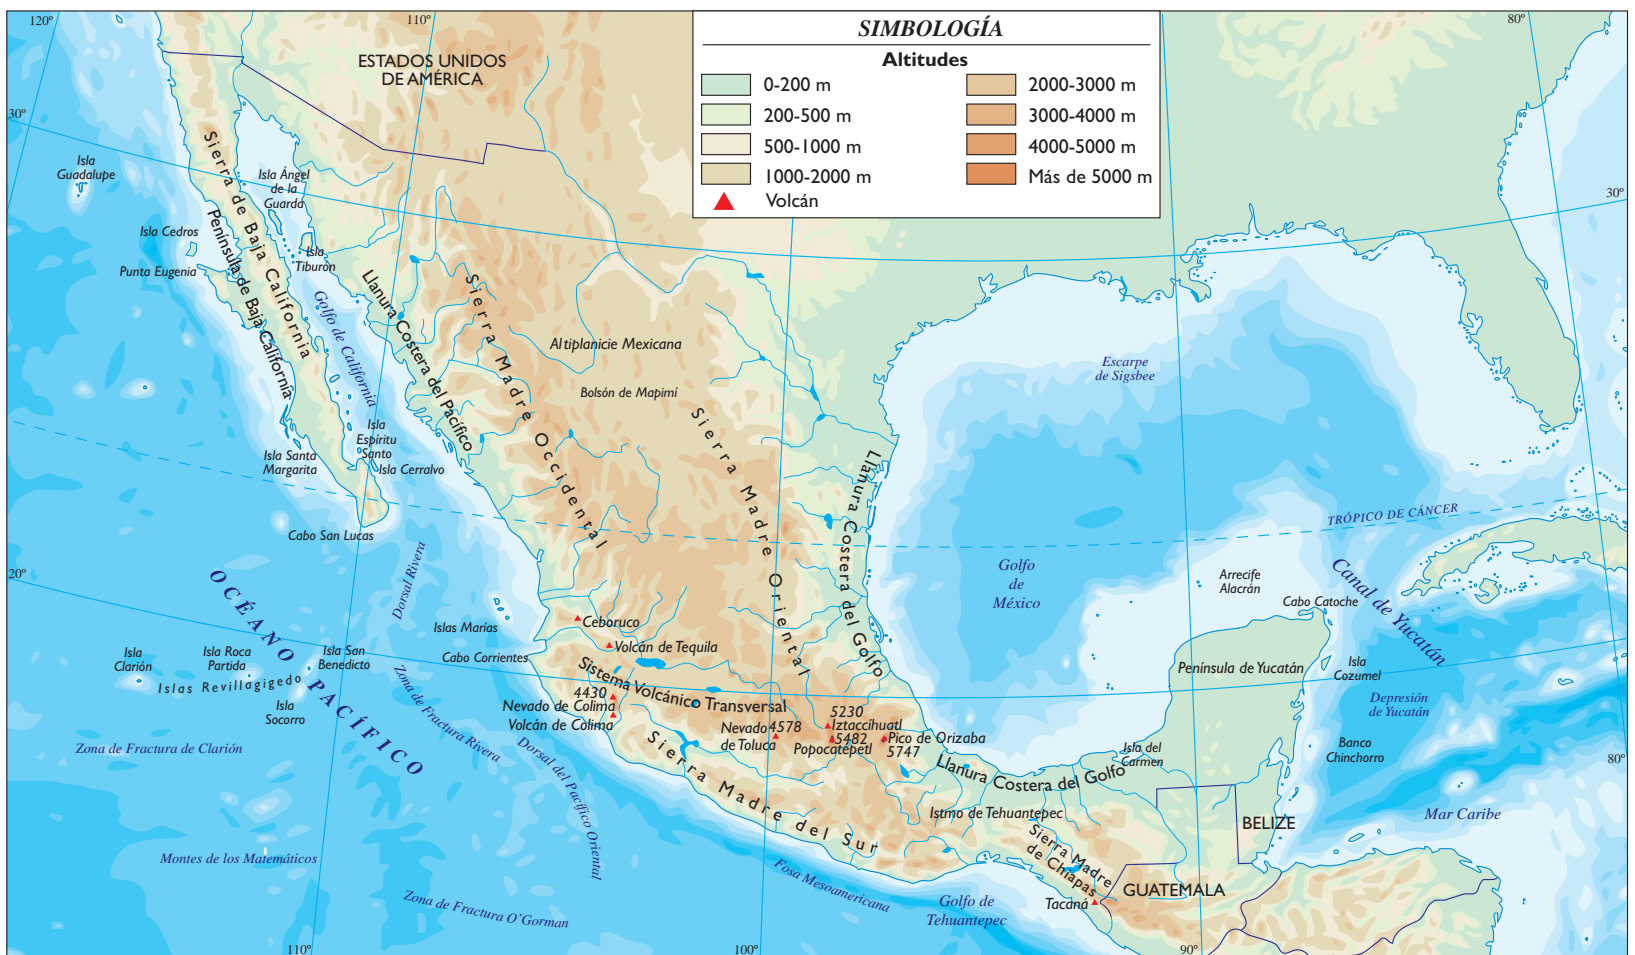 120º
110º
80º
SIMBOLOGÍA
Altitudes
0-200 m
200-500 m
500-1000 m
1000-2000 m
2000-3000 m
3000-4000 m
4000-5000 m
Más de 5000 m
Volcán
ESTADOS UNIDOS
DE AMÉRICA
30º
30º
Isla
Guadalupe
Isla Ángel
de la
Guarda
Sierra de Baja California
Península de Baja California
Isla Cedros
Punta Eugenia
Isla
Tiburón
Golfo de California
Llanura Costera del Pacífico
Sierra Madre Occidental
Altiplanicie Mexicana
Bolsón de Mapimí
Sierra Madre Oriental
Llanura Costera del Golfo
Escarpe
de Sigsbee
Isla
Espíritu
Santo
Isla Santa
Margarita
Isla Cerralvo
Cabo San Lucas
TRÓPICO DE CÁNCER
20º
OCÉANO PACÍFICO
Dorsal Rivera
Golfo
de
México
Arrecife
Alacrán
Cabo Catoche
Canal de Yucatán
Islas Marías
Cabo Corrientes
Ceboruco
Volcán de Tequila
Isla
Clarión
Isla Roca
Partida
Isla San
Benedicto
Islas Revillagigedo
Isla
Socorro
Zona de Fractura Rivera
Sistema Volcánico Transversal
4430
Nevado de Colima
Volcán de Colima
Nevado
de Toluca
4578
5230
Iztaccíhuatl
5482
Popocatépetl
Pico de Orizaba
5747
Península de Yucatán
Isla
Cozumel
Depresión
de Yucatán
Banco
Chinchorro
Isla del
Carmen
Llanura Costera del Golfo
Zona de Fractura de Clarión
Dorsal del Pacífico Oriental
Sierra Madre del Sur
Istmo de Tehuantepec
Sierra Madre
de Chiapas
BELIZE
Mar Caribe
80º
Montes de los Matemáticos
Fosa Mesoamericana
GUATEMALA
Tacaná
Golfo de
Tehuantepec
Zona de Fractura O'Gorman
110º
100º
90º